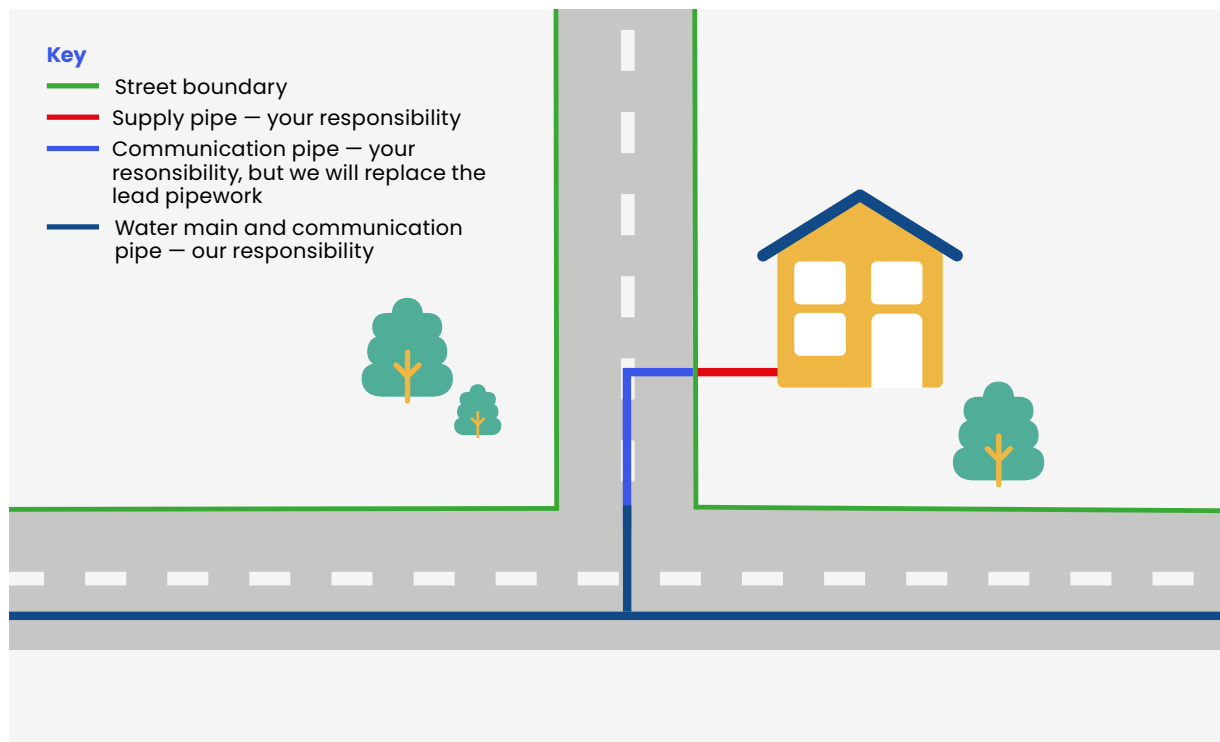 Key
Street boundary
Supply pipe — your responsibility
Communication pipe — your
resonsibility, but we will replace the
lead pipework
Water main and communication
pipe — our responsibility